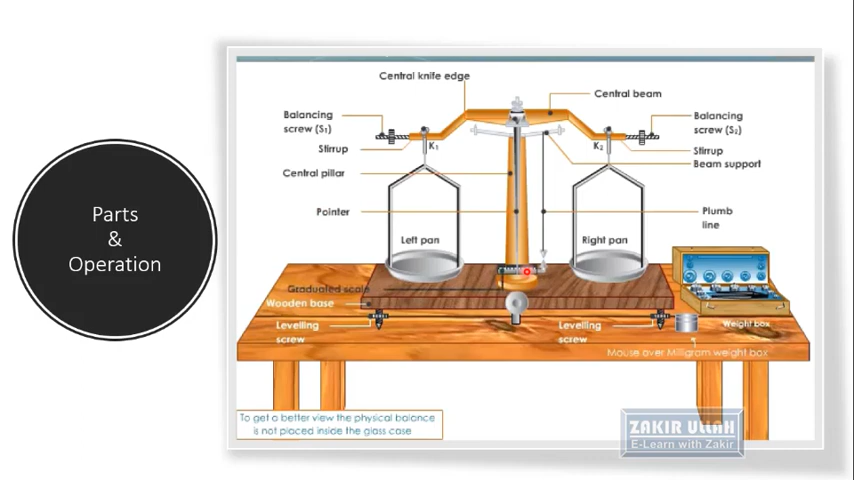 Parts
&
Operation
Central knife edge
Central beam
Balancing
screw (S₁)
Balancing
screw (S₂)
Stirrup
K₁
K₂
Stirrup
Beam support
Central pillar
Pointer
Plumb
line
Left pan
Right pan
Graduated scale
Wooden base
Levelling
screw
Levelling
screw
Weight box
Mouse over Milligram weight box
To get a better view the physical balance
is not placed inside the glass case
ZAKIR ULLAH
E-Learn with Zakir